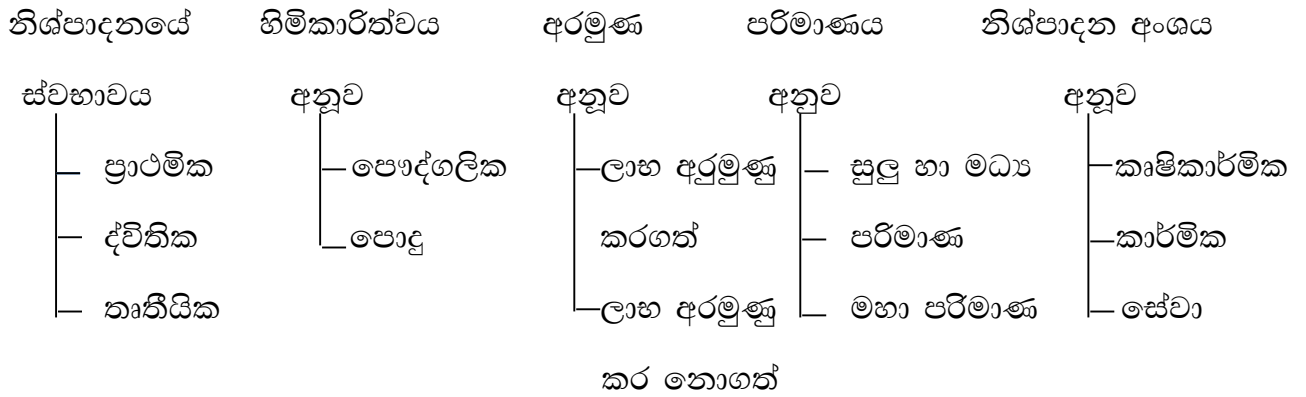 නිශ්පාදනයේ හිමිකාරිත්වය අරමුණ පරිමාණය නිශ්පාදන අංශය
ස්වභාවය අනූව අනූව අනුව අනූව
ප්‍රාථමික පෞද්ගලික ලාභ අරුමුණු සුලු හා මධ්‍ය කෘෂිකාර්මික
ද්විතික පොදු කරගත් පරිමාණ කාර්මික
තෘතීයික ලාභ අරමුණු මහා පරිමාණ සේවා
කර නොගත්